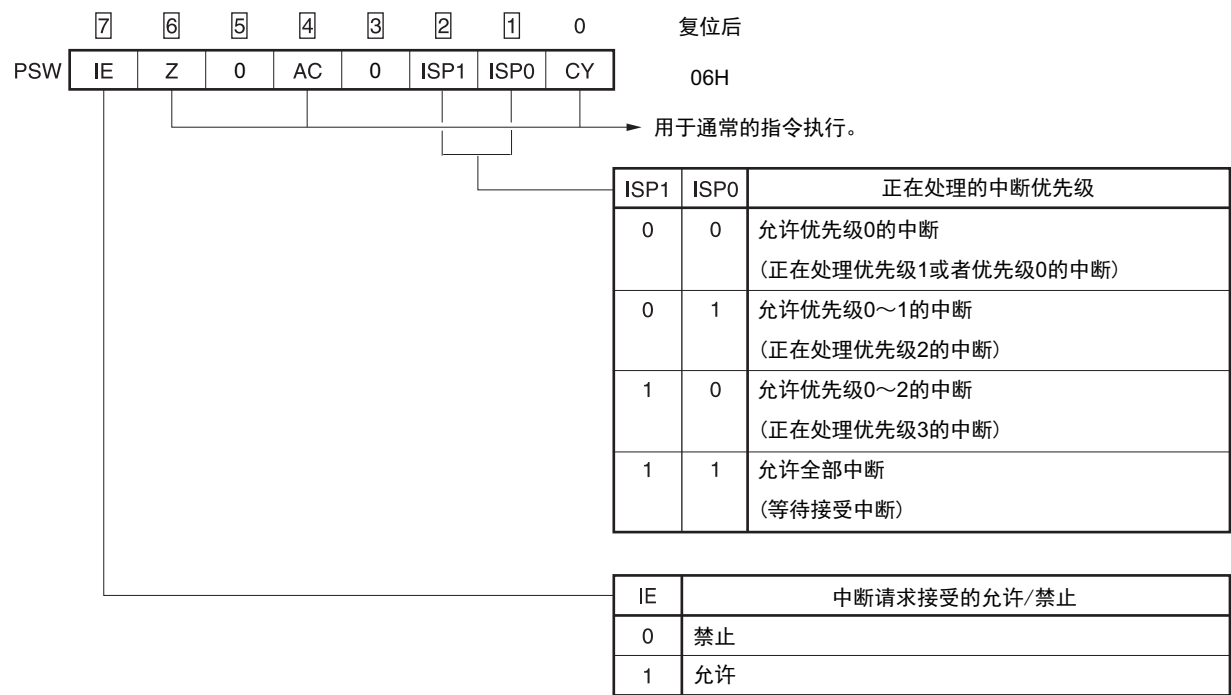 7 6 5 4 3 2 1 0 复位后
PSW IE Z 0 AC 0 ISP1 ISP0 CY 06H
用于通常的指令执行。
ISP1 ISP0 正在处理的中断优先级
0 0 允许优先级0的中断
(正在处理优先级1或者优先级0的中断)
0 1 允许优先级0～1的中断
(正在处理优先级2的中断)
1 0 允许优先级0～2的中断
(正在处理优先级3的中断)
1 1 允许全部中断
(等待接受中断)
IE 中断请求接受的允许/禁止
0 禁止
1 允许